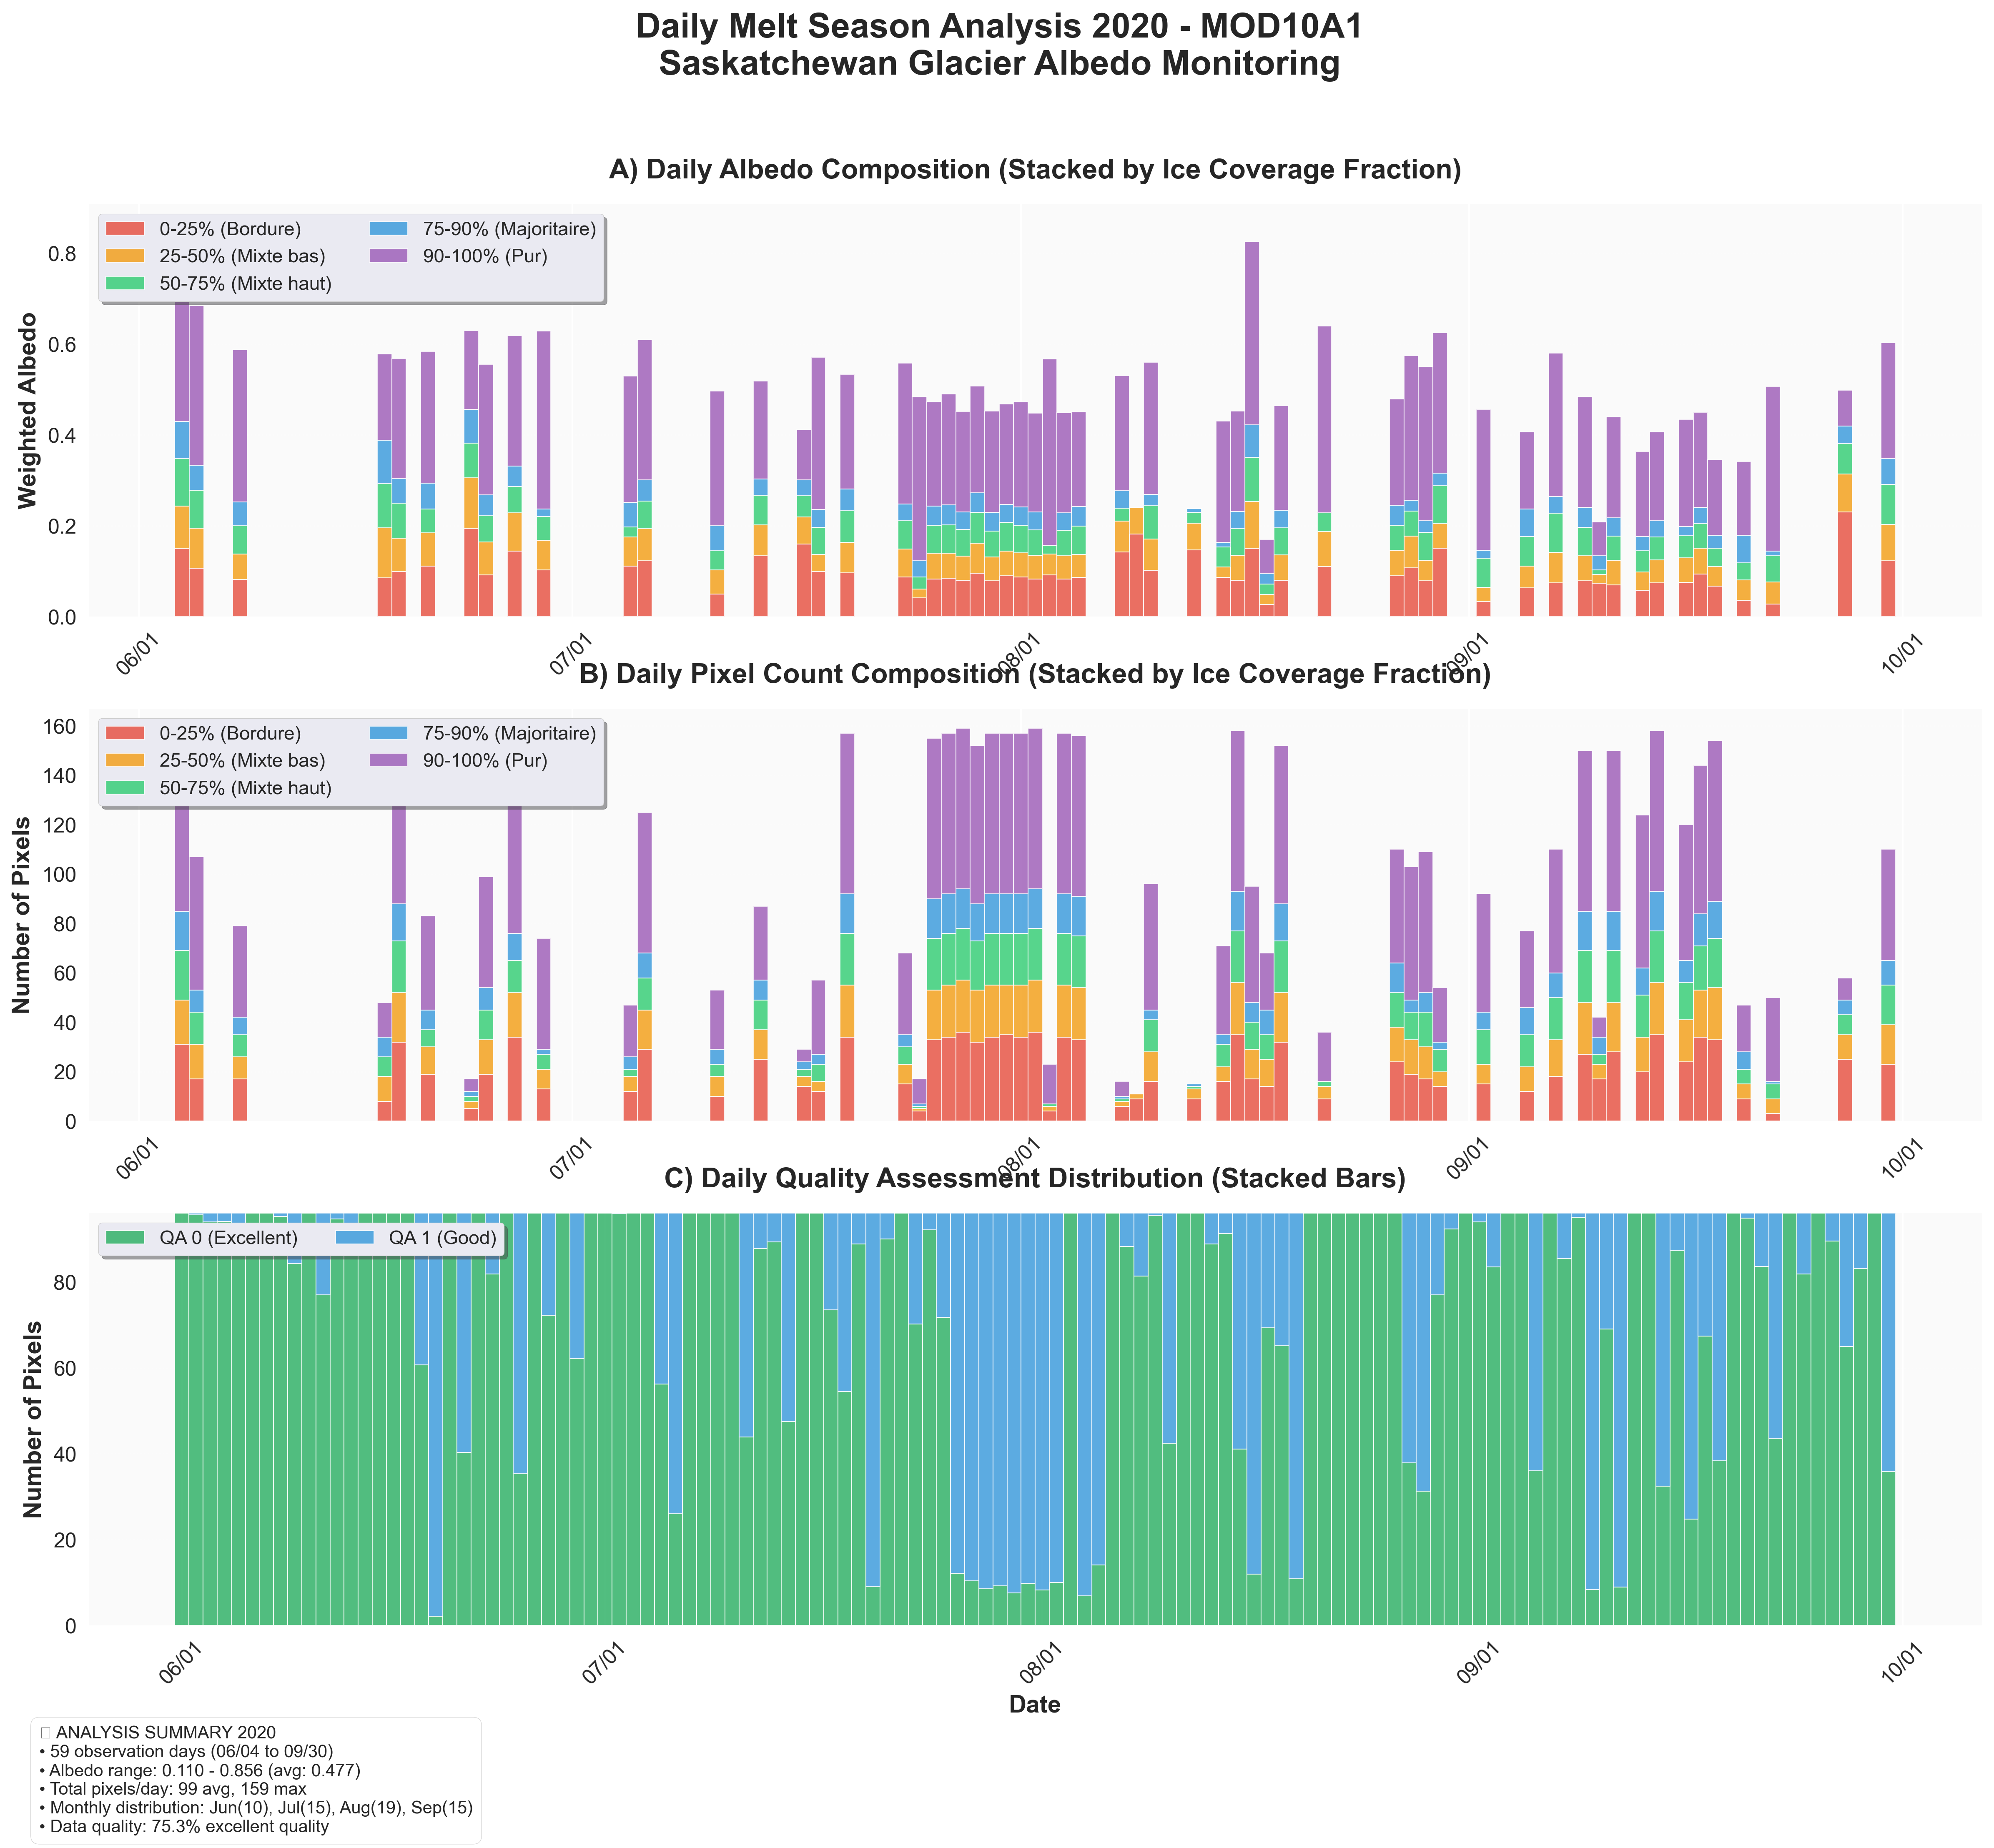 Daily Melt Season Analysis 2020 - MOD10A1
Saskatchewan Glacier Albedo Monitoring
A) Daily Albedo Composition (Stacked by Ice Coverage Fraction)
0-25% (Bordure)
25-50% (Mixte bas)
50-75% (Mixte haut)
75-90% (Majoritaire)
90-100% (Pur)
Weighted Albedo
0.8
0.6
0.4
0.2
0.0
06/01
07/01
08/01
09/01
10/01
B) Daily Pixel Count Composition (Stacked by Ice Coverage Fraction)
0-25% (Bordure)
25-50% (Mixte bas)
50-75% (Mixte haut)
75-90% (Majoritaire)
90-100% (Pur)
Number of Pixels
160
140
120
100
80
60
40
20
0
06/01
07/01
08/01
09/01
10/01
C) Daily Quality Assessment Distribution (Stacked Bars)
QA 0 (Excellent)
QA 1 (Good)
Number of Pixels
80
60
40
20
0
06/01
07/01
08/01
09/01
10/01
Date
ANALYSIS SUMMARY 2020
• 59 observation days (06/04 to 09/30)
• Albedo range: 0.110 - 0.856 (avg: 0.477)
• Total pixels/day: 99 avg, 159 max
• Monthly distribution: Jun(10), Jul(15), Aug(19), Sep(15)
• Data quality: 75.3% excellent quality